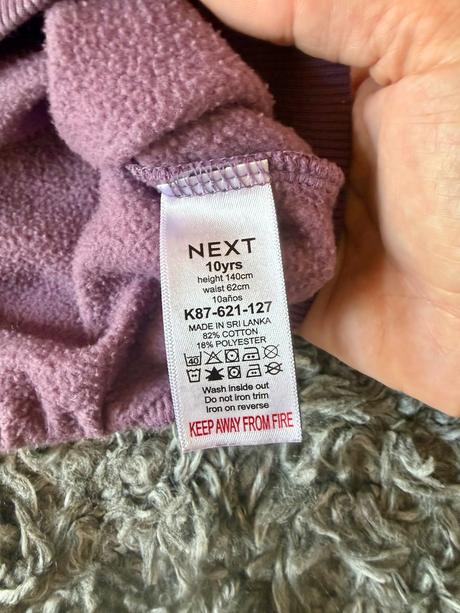 NEXT
10yrs
height 140cm
waist 62cm
10años
K87-621-127
MADE IN SRI LANKA
82% COTTON
18% POLYESTER
40
Wash inside out
Do not iron trim
Iron on reverse
KEEP AWAY FROM FIRE